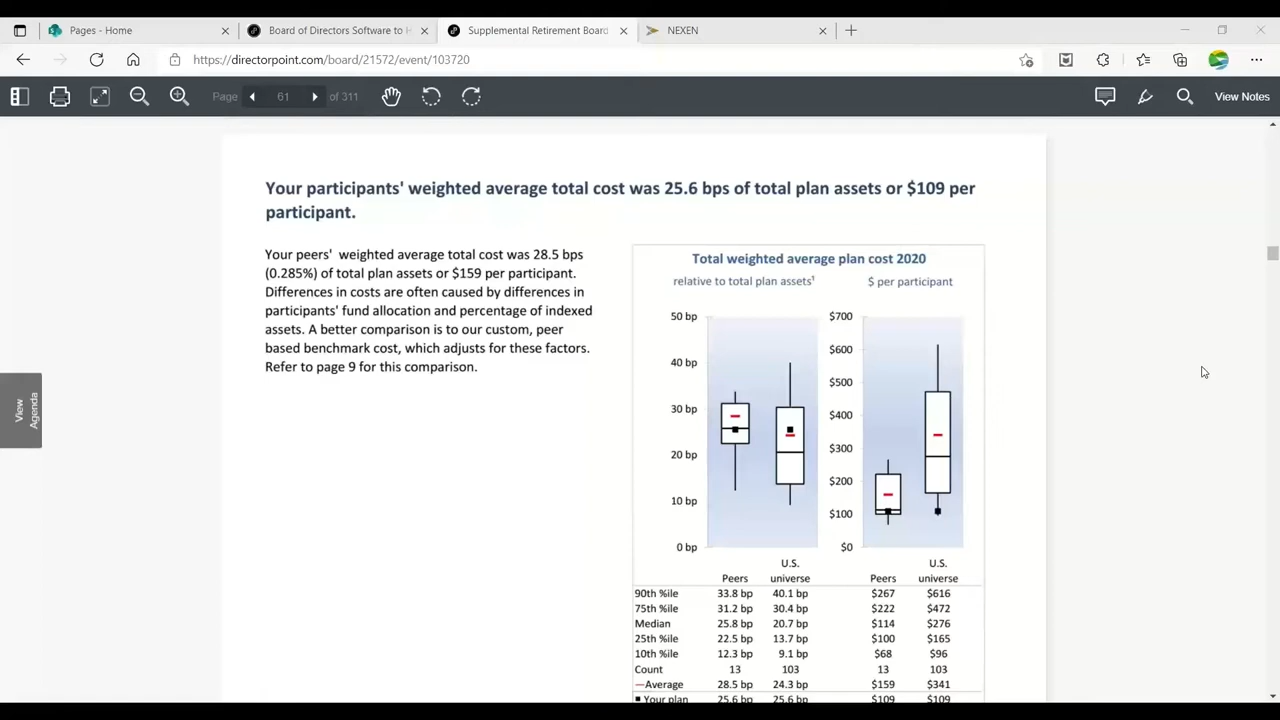 Pages - Home
Board of Directors Software to H
Supplemental Retirement Board
NEXEN
https://directorpoint.com/board/21572/event/103720
Page 61 of 311
View Notes
View Agenda
Your participants' weighted average total cost was 25.6 bps of total plan assets or $109 per
participant.
Your peers' weighted average total cost was 28.5 bps
(0.285%) of total plan assets or $159 per participant.
Differences in costs are often caused by differences in
participants' fund allocation and percentage of indexed
assets. A better comparison is to our custom, peer
based benchmark cost, which adjusts for these factors.
Refer to page 9 for this comparison.
Total weighted average plan cost 2020
relative to total plan assets¹ $ per participant
50 bp $700
$600
40 bp
$500
30 bp $400
$300
20 bp
$200
10 bp
$100
0 bp $0
U.S. U.S.
Peers universe Peers universe
90th %ile 33.8 bp 40.1 bp $267 $616
75th %ile 31.2 bp 30.4 bp $222 $472
Median 25.8 bp 20.7 bp $114 $276
25th %ile 22.5 bp 13.7 bp $100 $165
10th %ile 12.3 bp 9.1 bp $68 $96
Count 13 103 13 103
Average 28.5 bp 24.3 bp $159 $341
Your plan 25.6 bp 25.6 bp $109 $109